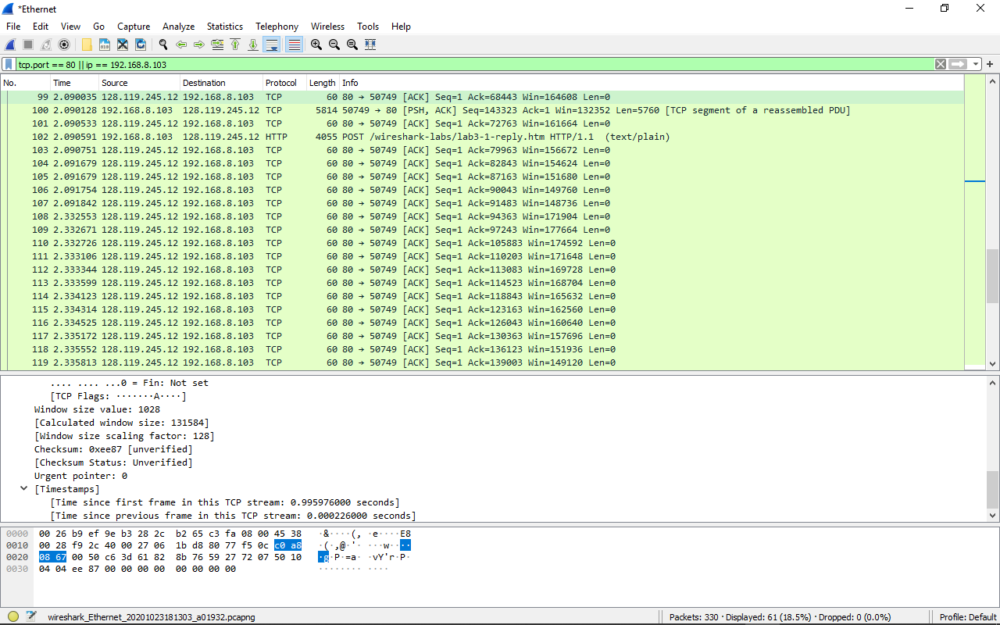 *Ethernet
File Edit View Go Capture Analyze Statistics Telephony Wireless Tools Help
tcp.port == 80 || ip == 192.168.8.103
No. Time Source Destination Protocol Length Info
99 2.090035 128.119.245.12 192.168.8.103 TCP 60 80 → 50749 [ACK] Seq=1 Ack=68443 Win=164608 Len=0
100 2.090128 192.168.8.103 128.119.245.12 TCP 5814 50749 → 80 [PSH, ACK] Seq=143323 Ack=1 Win=132352 Len=5760 [TCP segment of a reassembled PDU]
101 2.090533 128.119.245.12 192.168.8.103 TCP 60 80 → 50749 [ACK] Seq=1 Ack=72763 Win=161664 Len=0
102 2.090591 192.168.8.103 128.119.245.12 HTTP 4055 POST /wireshark-labs/lab3-1-reply.htm HTTP/1.1 (text/plain)
103 2.090751 128.119.245.12 192.168.8.103 TCP 60 80 → 50749 [ACK] Seq=1 Ack=79963 Win=156672 Len=0
104 2.091679 128.119.245.12 192.168.8.103 TCP 60 80 → 50749 [ACK] Seq=1 Ack=82843 Win=154624 Len=0
105 2.091679 128.119.245.12 192.168.8.103 TCP 60 80 → 50749 [ACK] Seq=1 Ack=87163 Win=151680 Len=0
106 2.091754 128.119.245.12 192.168.8.103 TCP 60 80 → 50749 [ACK] Seq=1 Ack=90043 Win=149760 Len=0
107 2.091842 128.119.245.12 192.168.8.103 TCP 60 80 → 50749 [ACK] Seq=1 Ack=91483 Win=148736 Len=0
108 2.332553 128.119.245.12 192.168.8.103 TCP 60 80 → 50749 [ACK] Seq=1 Ack=94363 Win=171904 Len=0
109 2.332671 128.119.245.12 192.168.8.103 TCP 60 80 → 50749 [ACK] Seq=1 Ack=97243 Win=177664 Len=0
110 2.332726 128.119.245.12 192.168.8.103 TCP 60 80 → 50749 [ACK] Seq=1 Ack=105883 Win=174592 Len=0
111 2.333106 128.119.245.12 192.168.8.103 TCP 60 80 → 50749 [ACK] Seq=1 Ack=110203 Win=171648 Len=0
112 2.333344 128.119.245.12 192.168.8.103 TCP 60 80 → 50749 [ACK] Seq=1 Ack=113083 Win=169728 Len=0
113 2.333599 128.119.245.12 192.168.8.103 TCP 60 80 → 50749 [ACK] Seq=1 Ack=114523 Win=168704 Len=0
114 2.334123 128.119.245.12 192.168.8.103 TCP 60 80 → 50749 [ACK] Seq=1 Ack=118843 Win=165632 Len=0
115 2.334314 128.119.245.12 192.168.8.103 TCP 60 80 → 50749 [ACK] Seq=1 Ack=123163 Win=162560 Len=0
116 2.334525 128.119.245.12 192.168.8.103 TCP 60 80 → 50749 [ACK] Seq=1 Ack=126043 Win=160640 Len=0
117 2.335172 128.119.245.12 192.168.8.103 TCP 60 80 → 50749 [ACK] Seq=1 Ack=130363 Win=157696 Len=0
118 2.335552 128.119.245.12 192.168.8.103 TCP 60 80 → 50749 [ACK] Seq=1 Ack=136123 Win=151936 Len=0
119 2.335813 128.119.245.12 192.168.8.103 TCP 60 80 → 50749 [ACK] Seq=1 Ack=139003 Win=149120 Len=0
.... .... ...0 = Fin: Not set
[TCP Flags: ·······A····]
Window size value: 1028
[Calculated window size: 131584]
[Window size scaling factor: 128]
Checksum: 0xee87 [unverified]
[Checksum Status: Unverified]
Urgent pointer: 0
[Timestamps]
[Time since first frame in this TCP stream: 0.995976000 seconds]
[Time since previous frame in this TCP stream: 0.000226000 seconds]
0000 00 26 b9 ef 9e b3 28 2c b2 65 c3 fa 08 00 45 38 ·&····(, ·e····E8
0010 00 28 f9 2c 40 00 27 06 1b d8 80 77 f5 0c c0 a8 ·(·,@·'· ···w····
0020 08 67 00 50 c6 3d 61 82 8b 76 59 27 72 07 50 10 ·g·P·=a· ·vY'r·P·
0030 04 04 ee 87 00 00 00 00 00 00 00 00 ········ ····
wireshark_Ethernet_20201023181303_a01932.pcapng
Packets: 330 · Displayed: 61 (18.5%) · Dropped: 0 (0.0%)
Profile: Default